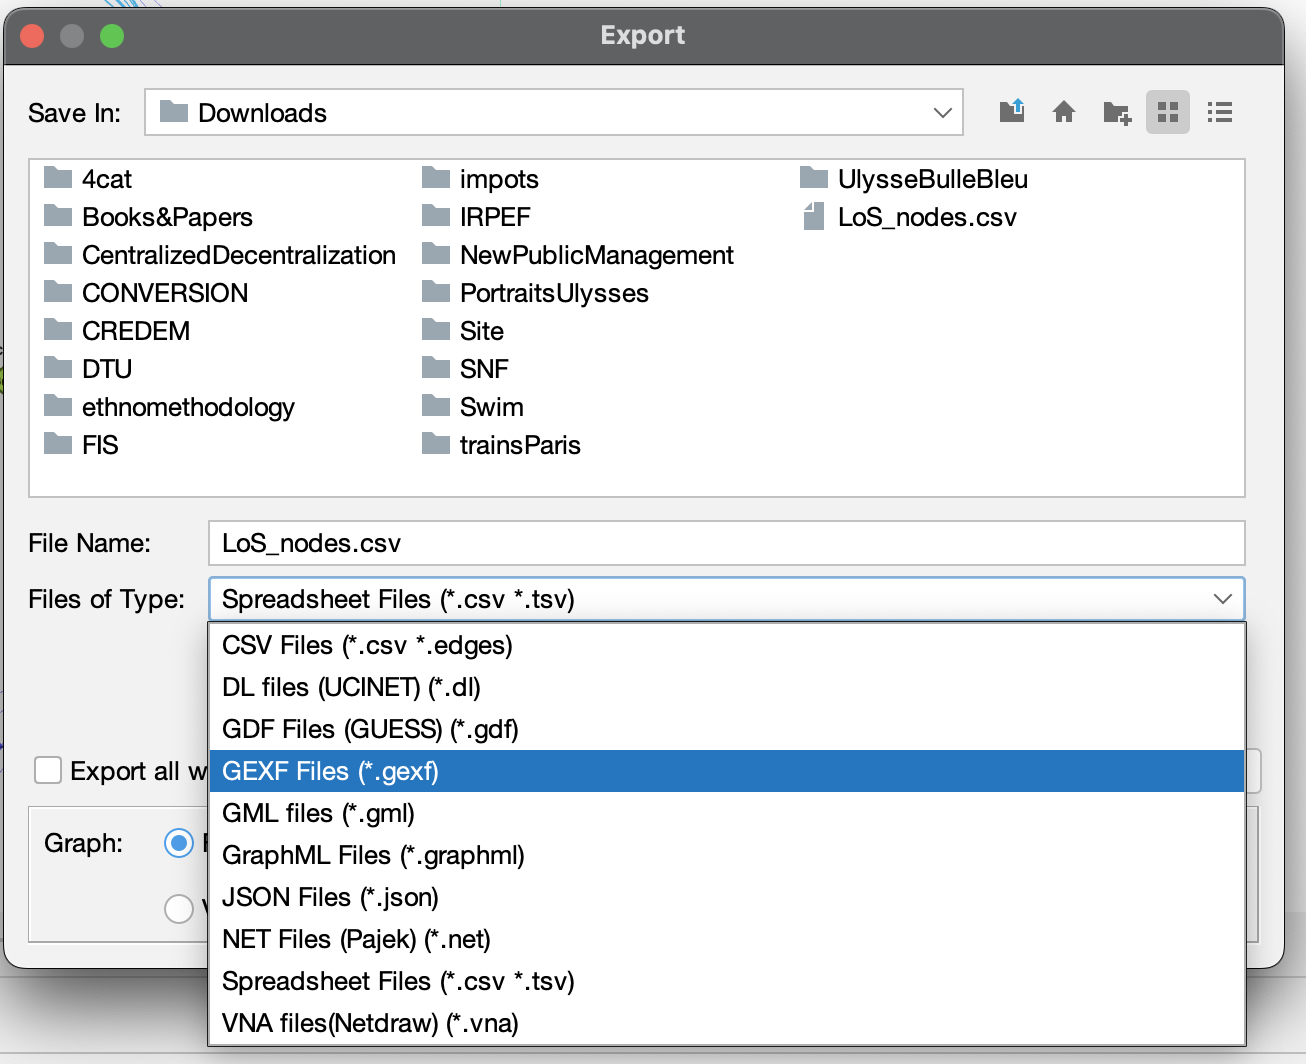 Export
Save In: Downloads
4cat
Books&Papers
CentralizedDecentralization
CONVERSION
CREDEM
DTU
ethnomethodology
FIS
impots
IRPEF
NewPublicManagement
PortraitsUlysses
Site
SNF
Swim
trainsParis
UlysseBulleBleu
LoS_nodes.csv
File Name: LoS_nodes.csv
Files of Type: Spreadsheet Files (*.csv *.tsv)
CSV Files (*.csv *.edges)
DL files (UCINET) (*.dl)
GDF Files (GUESS) (*.gdf)
Export all w
GEXF Files (*.gexf)
GML files (*.gml)
Graph:
GraphML Files (*.graphml)
JSON Files (*.json)
NET Files (Pajek) (*.net)
Spreadsheet Files (*.csv *.tsv)
VNA files(Netdraw) (*.vna)